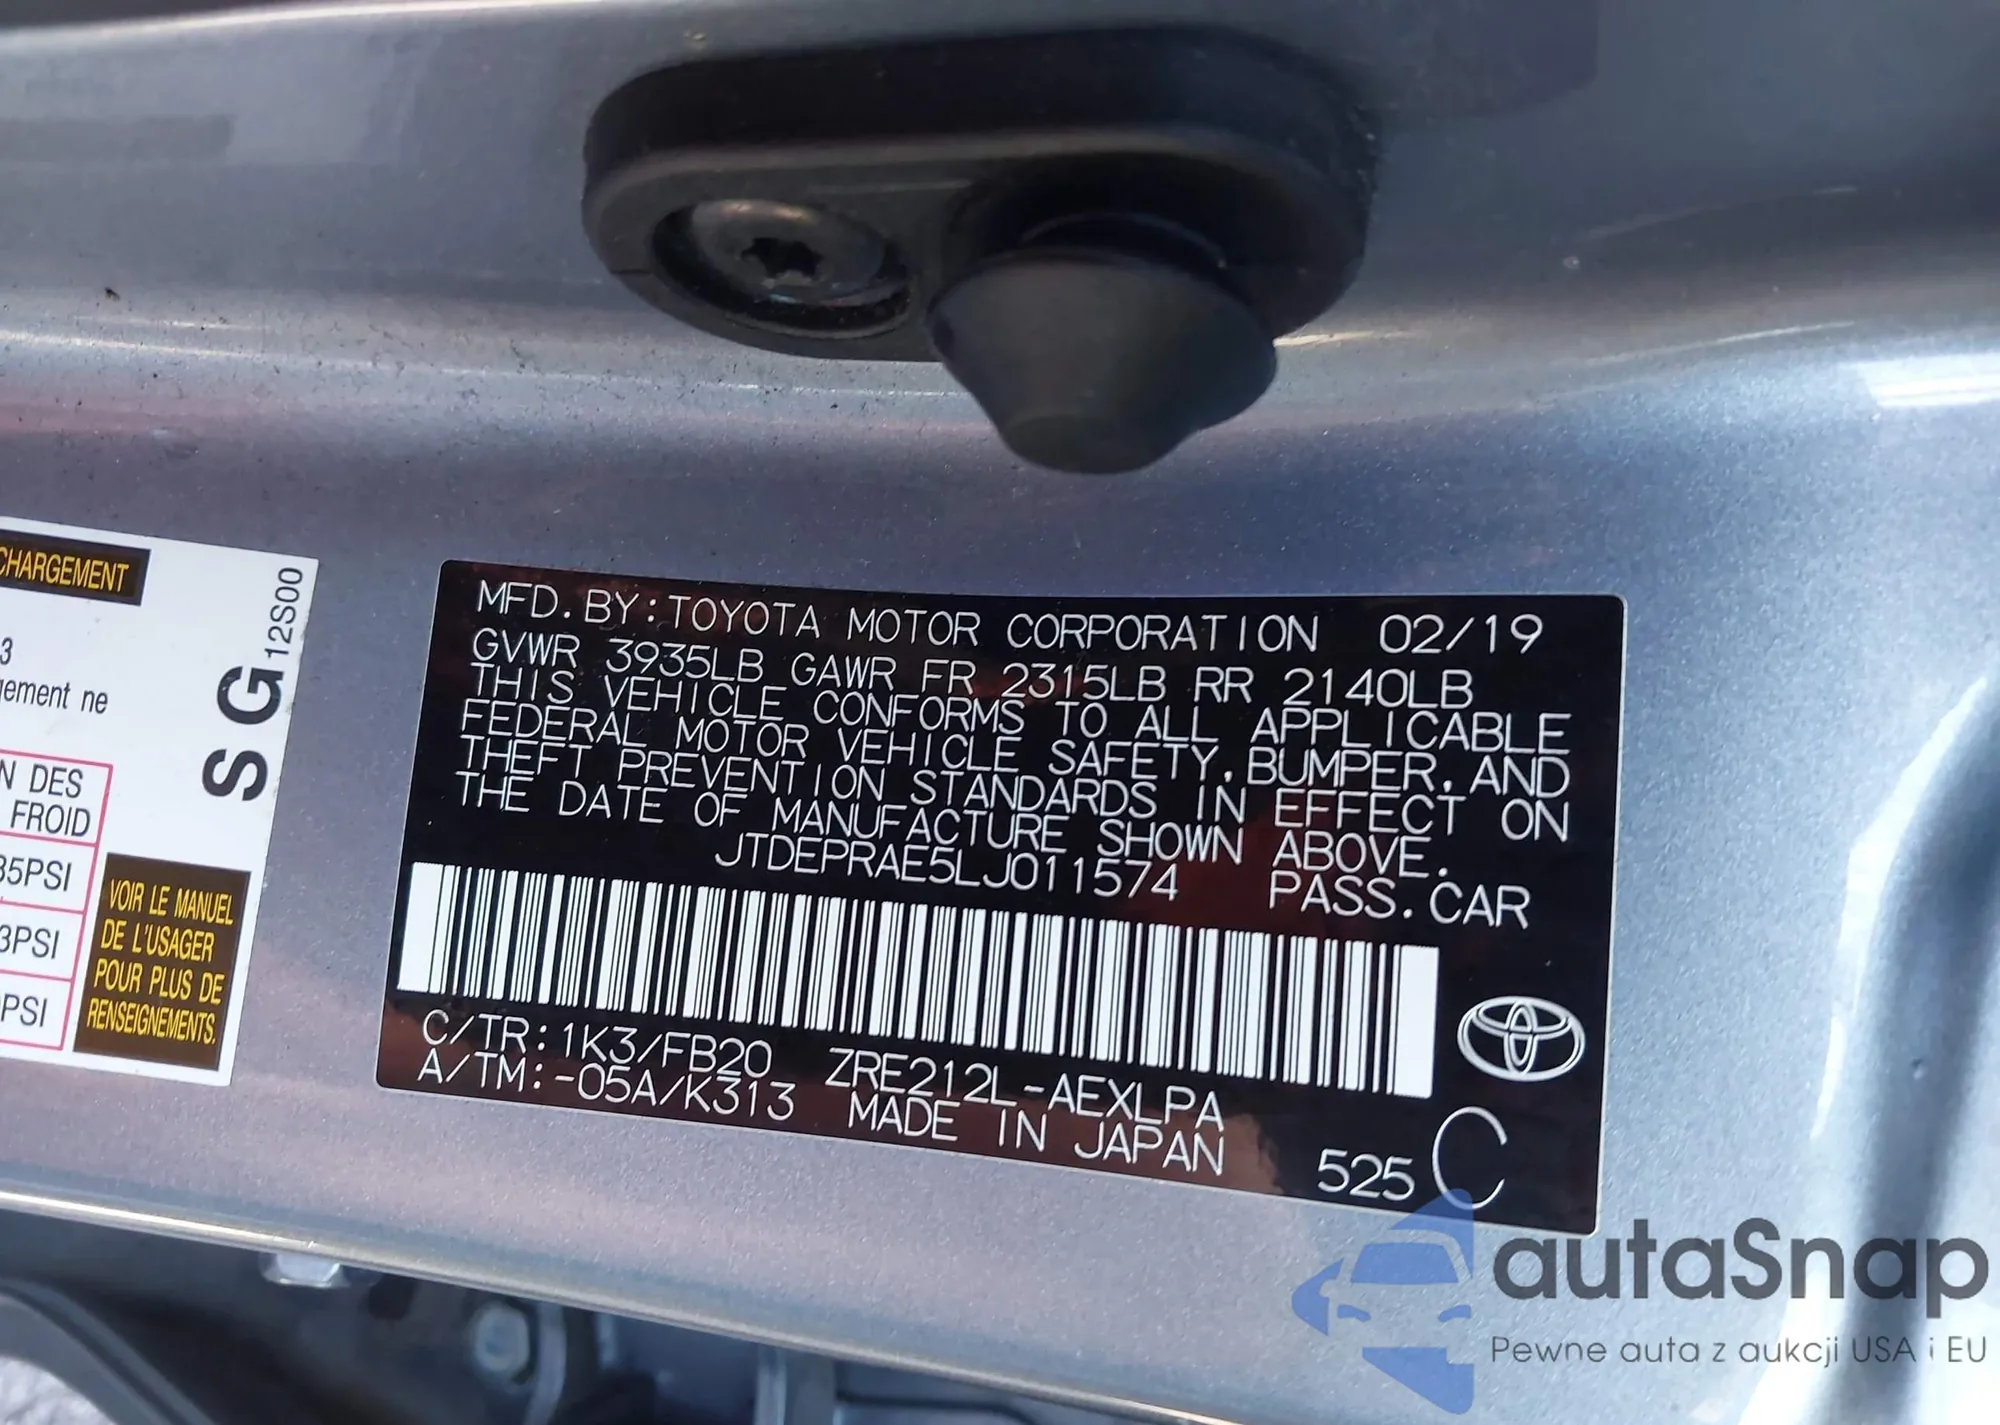 CHARGEMENT
12S00
SG
3
gement ne
N DES
FROID
35PSI
3PSI
PSI
VOIR LE MANUEL
DE L'USAGER
POUR PLUS DE
RENSEIGNEMENTS.
MFD. BY: TOYOTA MOTOR CORPORATION 02/19
GVWR 3935LB GAWR FR 2315LB RR 2140LB
THIS VEHICLE CONFORMS TO ALL APPLICABLE
FEDERAL MOTOR VEHICLE SAFETY, BUMPER, AND
THEFT PREVENTION STANDARDS IN EFFECT ON
THE DATE OF MANUFACTURE SHOWN ABOVE.
JTDEPRAE5LJ011574 PASS. CAR
C/TR: 1K3/FB20 ZRE212L-AEXLPA
A/TM: -05A/K313 MADE IN JAPAN
525 C
autaSnap
Pewne auta z aukcji USA i EU